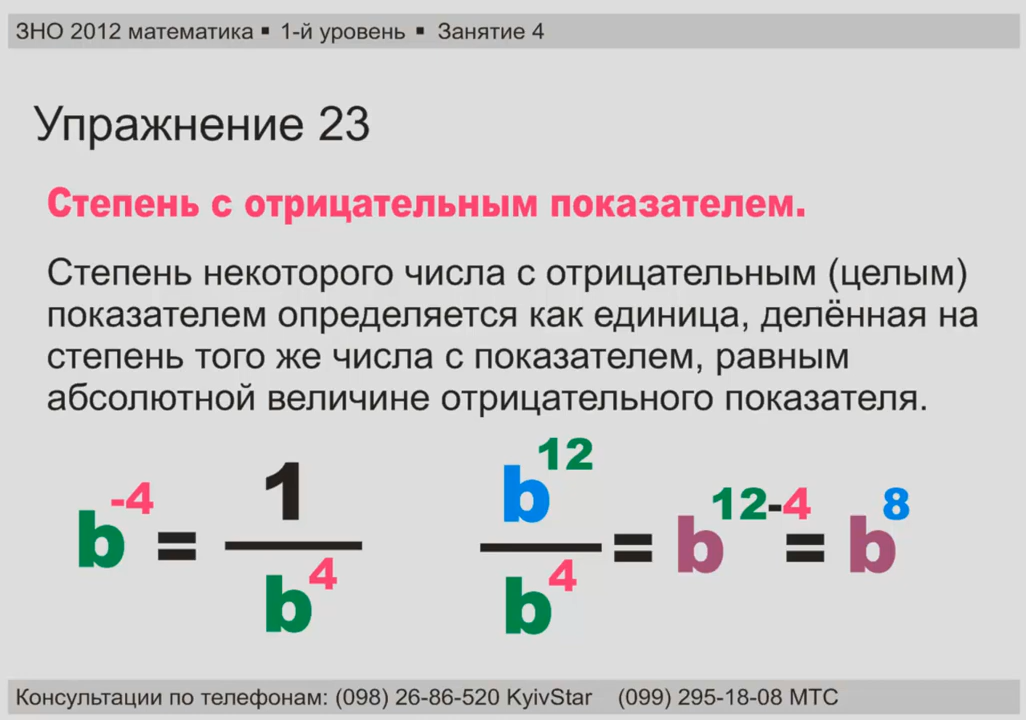 ЗНО 2012 математика ▪ 1-й уровень ▪ Занятие 4
Упражнение 23
Степень с отрицательным показателем.
Степень некоторого числа с отрицательным (целым)
показателем определяется как единица, делённая на
степень того же числа с показателем, равным
абсолютной величине отрицательного показателя.
b⁻⁴ = 1/b⁴
b¹²/b⁴ = b¹²⁻⁴ = b⁸
Консультации по телефонам: (098) 26-86-520 KyivStar (099) 295-18-08 МТС